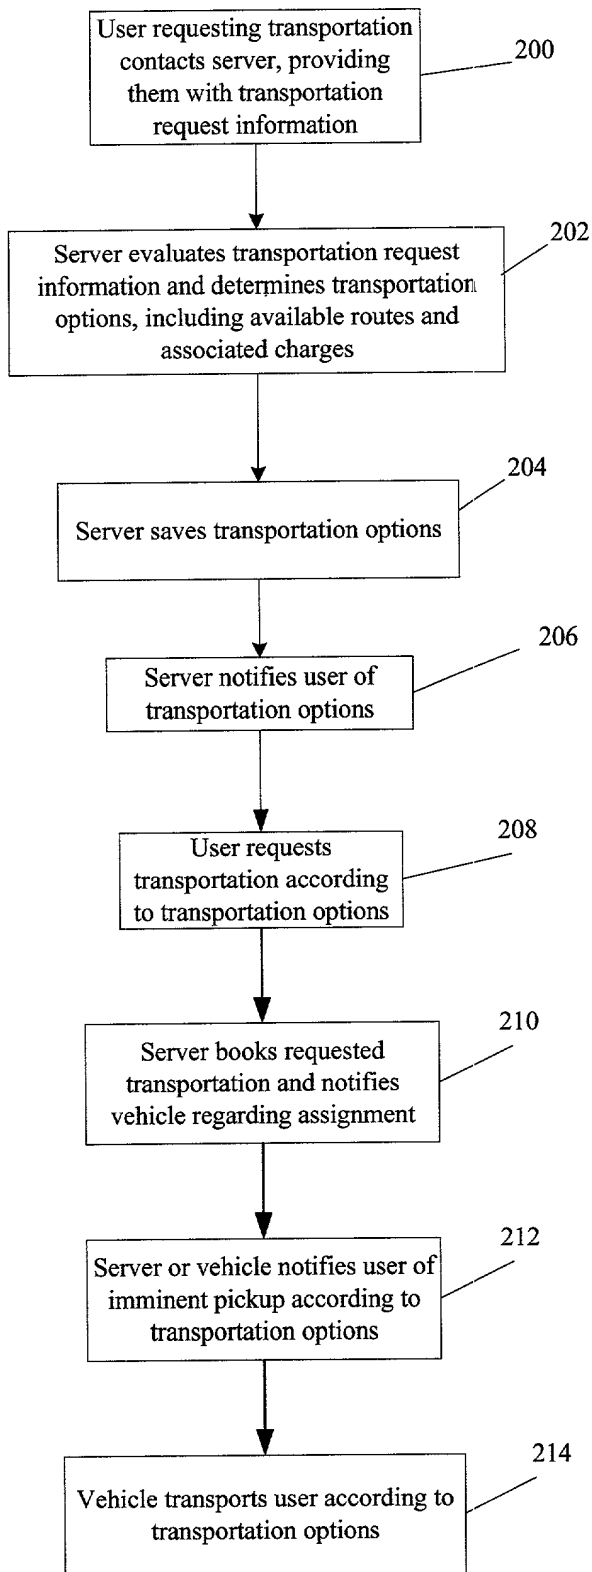 User requesting transportation
contacts server, providing
them with transportation
request information
200
Server evaluates transportation request
information and determines transportation
options, including available routes and
associated charges
202
Server saves transportation options
204
Server notifies user of
transportation options
206
User requests
transportation according
to transportation options
208
Server books requested
transportation and notifies
vehicle regarding assignment
210
Server or vehicle notifies user of
imminent pickup according to
transportation options
212
Vehicle transports user according to
transportation options
214